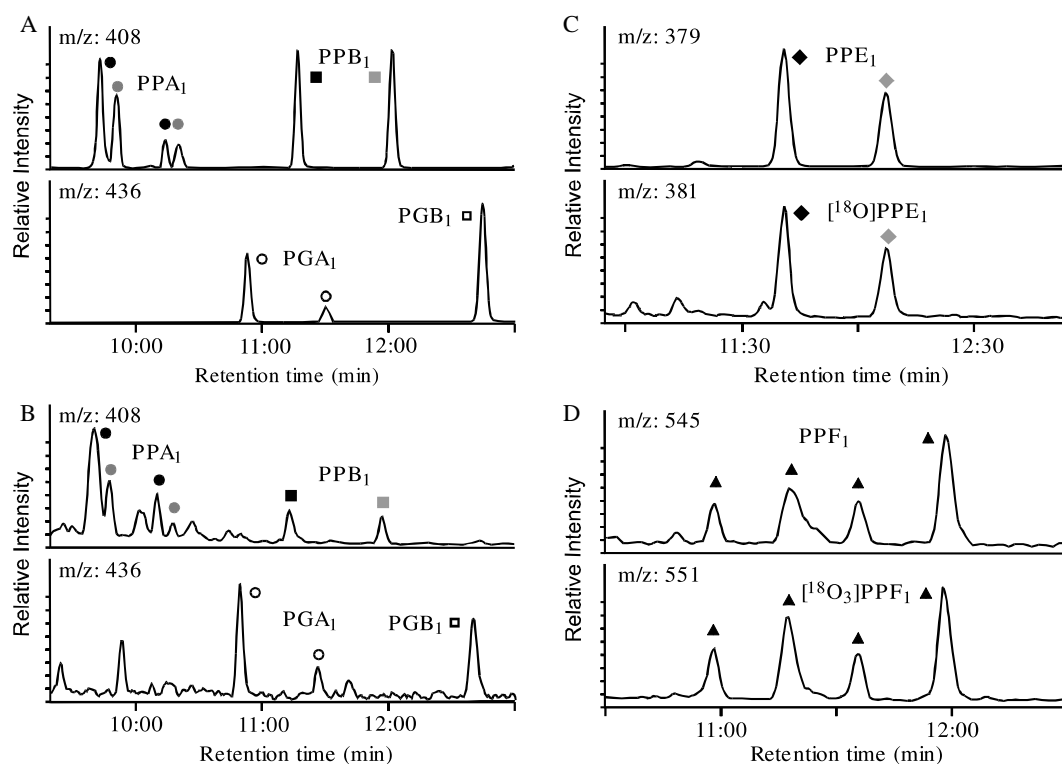 A
m/z: 408
PPA₁
PPB₁
Relative Intensity
m/z: 436
PGA₁
PGB₁
10:00 11:00 12:00
Retention time (min)
B
m/z: 408
PPA₁
PPB₁
Relative Intensity
m/z: 436
PGA₁
PGB₁
10:00 11:00 12:00
Retention time (min)
C
m/z: 379
PPE₁
Relative Intensity
m/z: 381
[¹⁸O]PPE₁
11:30 12:30
Retention time (min)
D
m/z: 545
PPF₁
Relative Intensity
m/z: 551
[¹⁸O₃]PPF₁
11:00 12:00
Retention time (min)